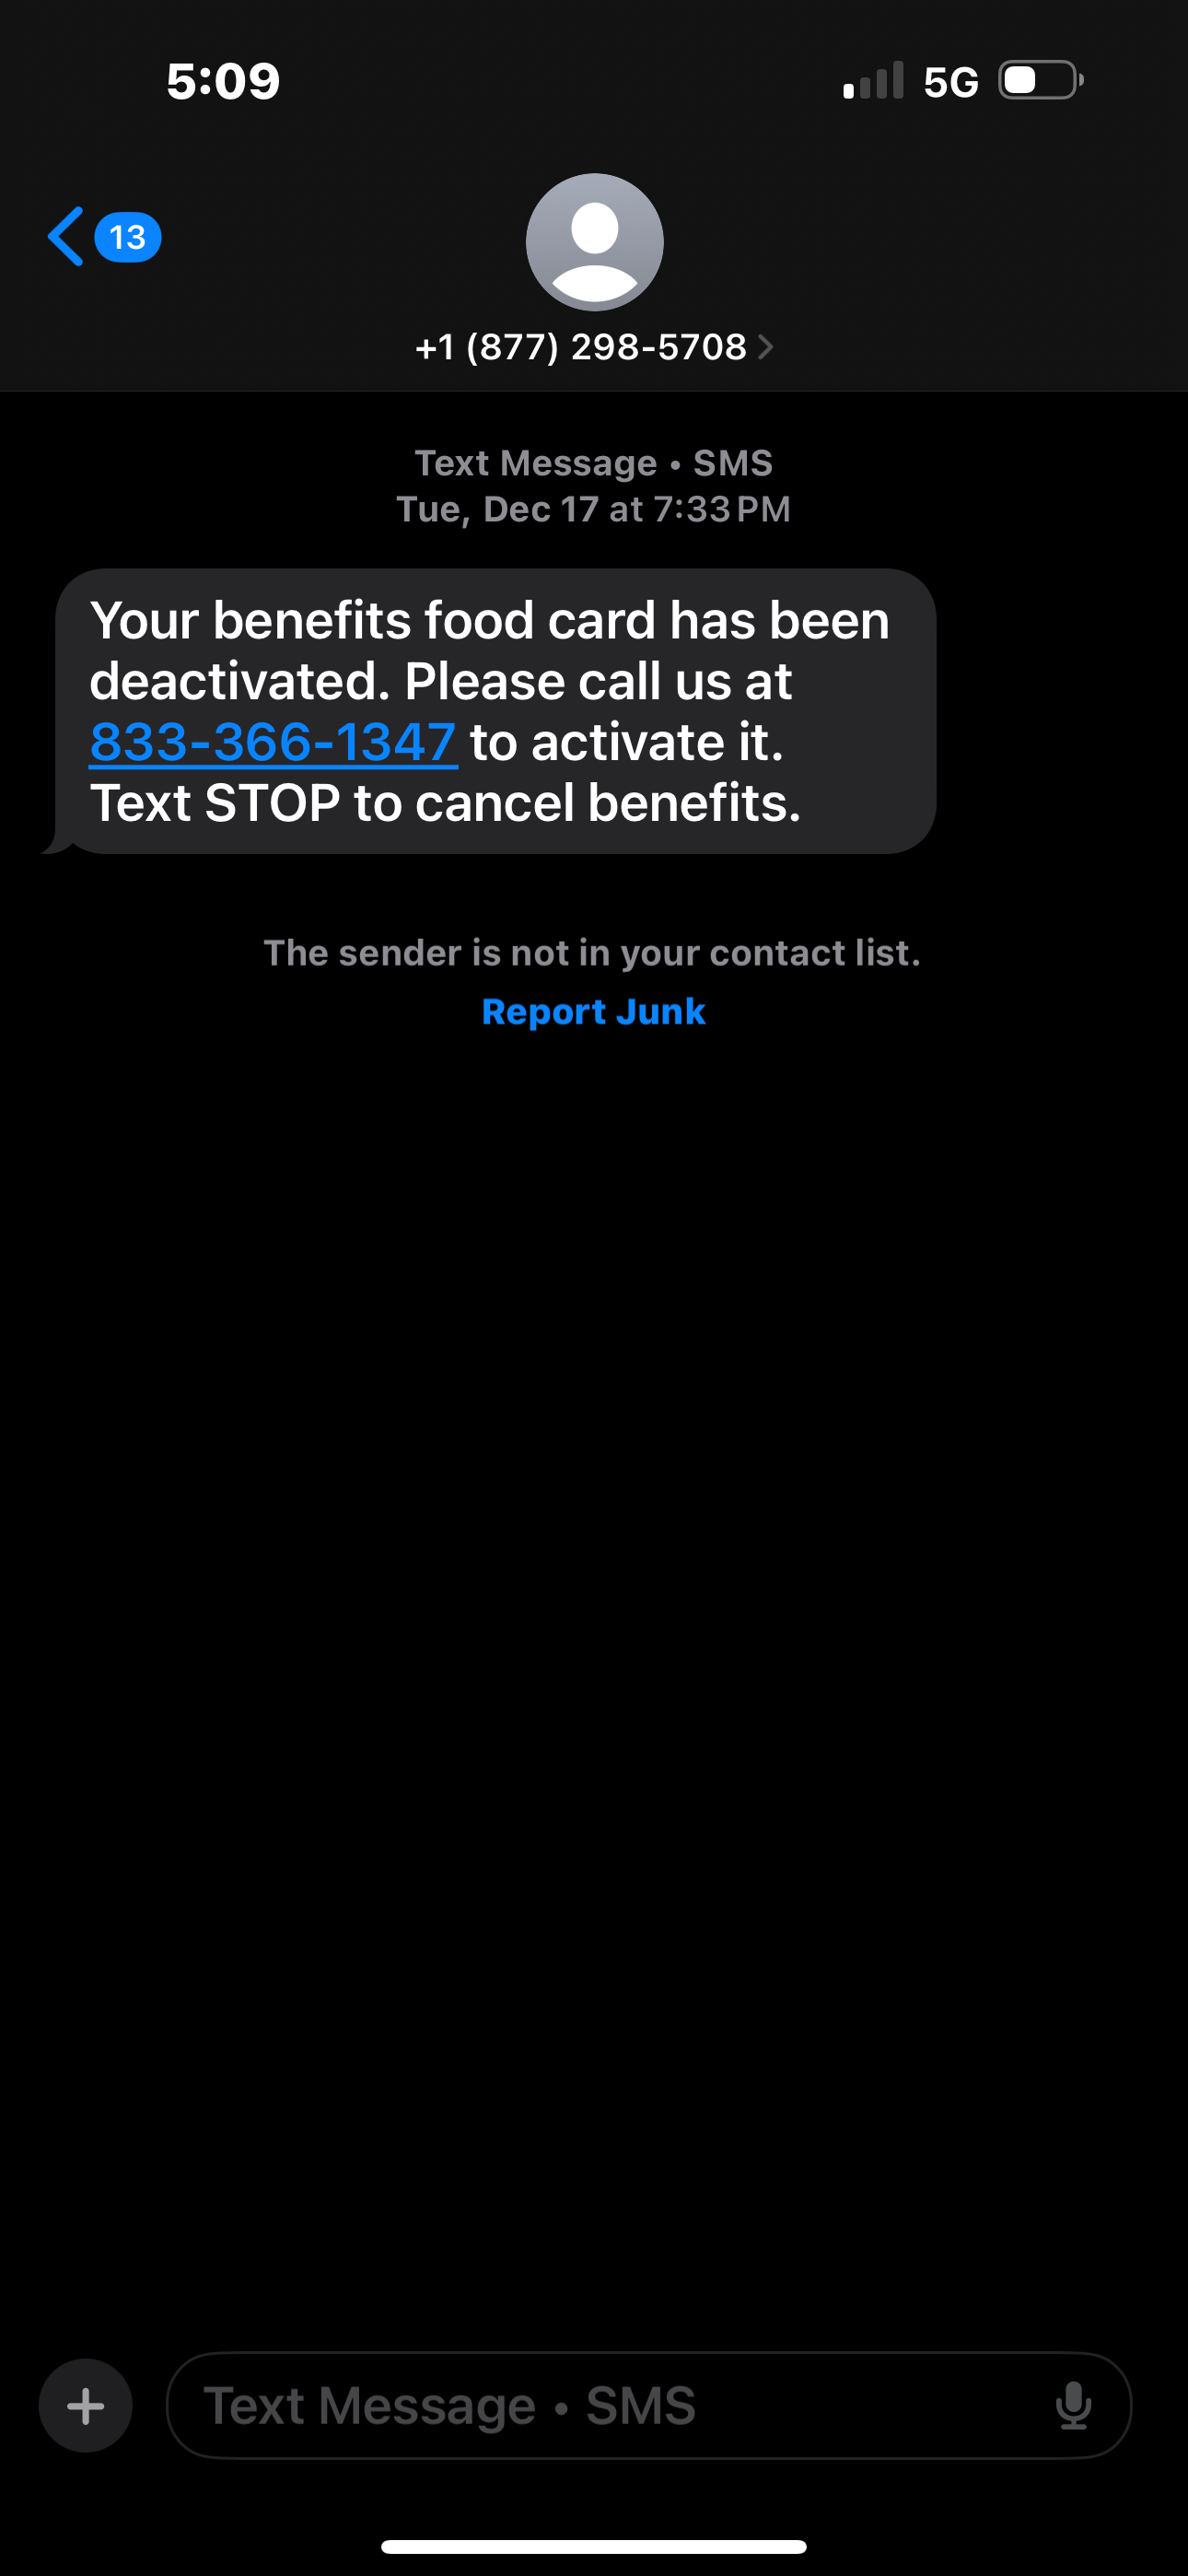 5:09
5G
13
+1 (877) 298-5708
Text Message • SMS
Tue, Dec 17 at 7:33 PM
Your benefits food card has been
deactivated. Please call us at
833-366-1347 to activate it.
Text STOP to cancel benefits.
The sender is not in your contact list.
Report Junk
Text Message • SMS